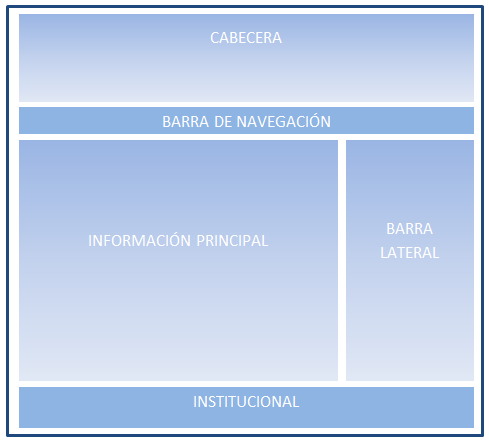 CABECERA
BARRA DE NAVEGACIÓN
INFORMACIÓN PRINCIPAL
BARRA
LATERAL
INSTITUCIONAL